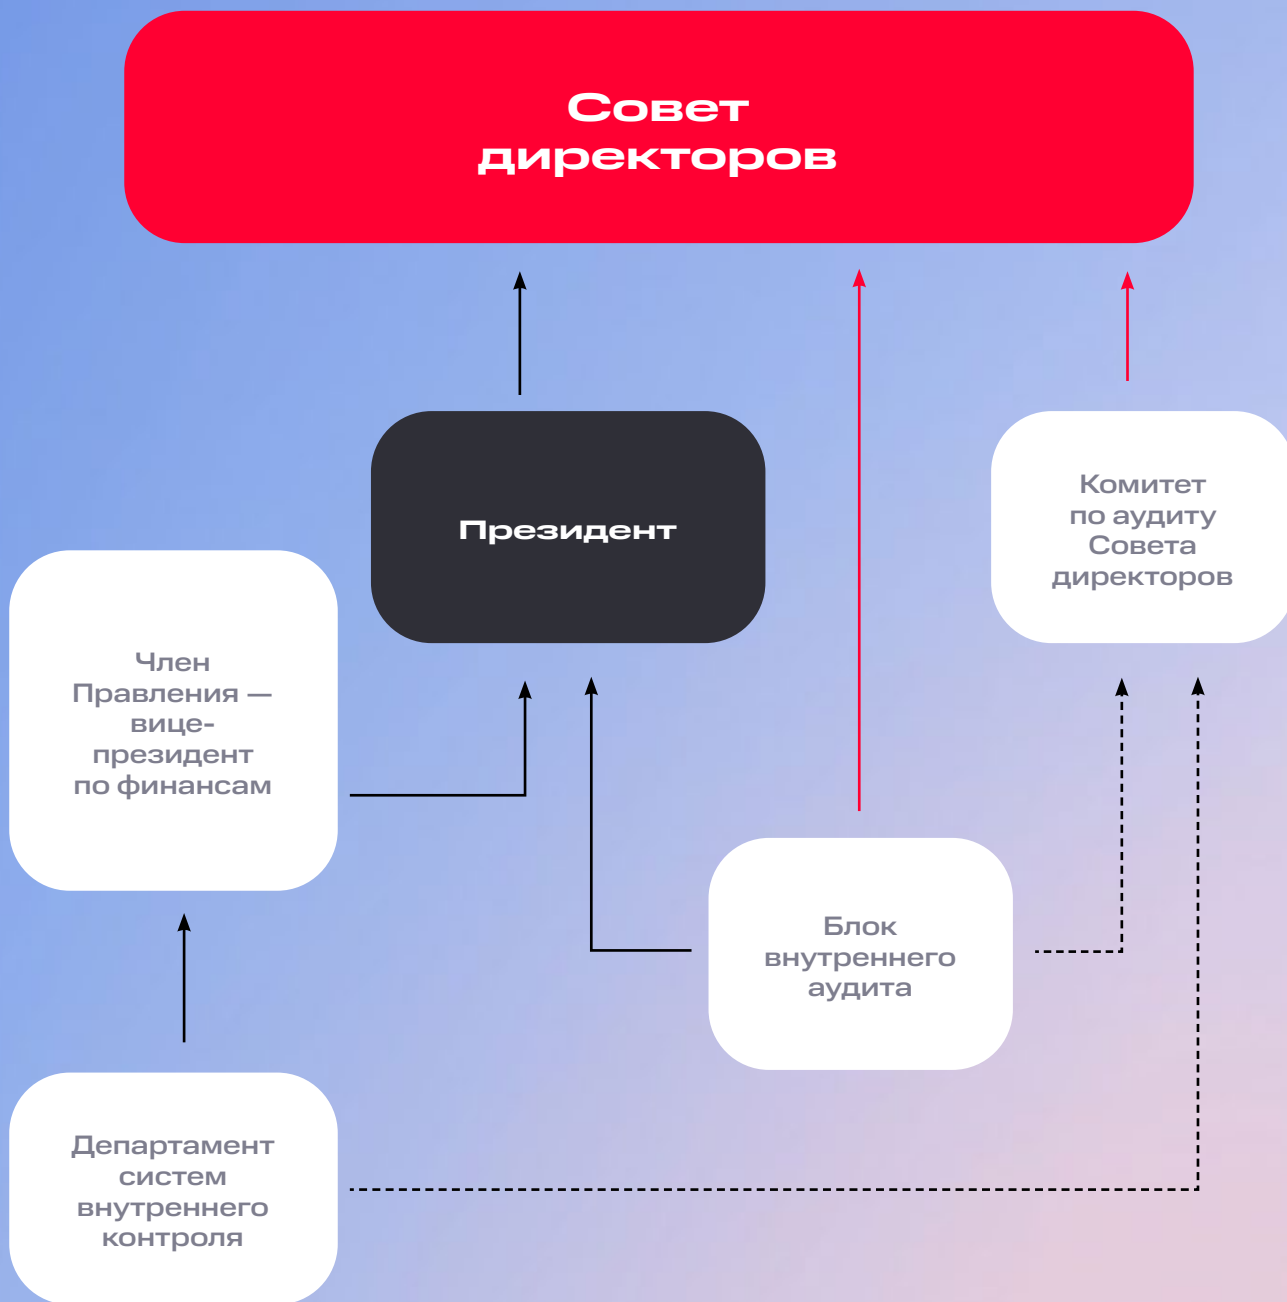 Совет
директоров
Президент
Комитет
по аудиту
Совета
директоров
Член
Правления —
вице-
президент
по финансам
Блок
внутреннего
аудита
Департамент
систем
внутреннего
контроля